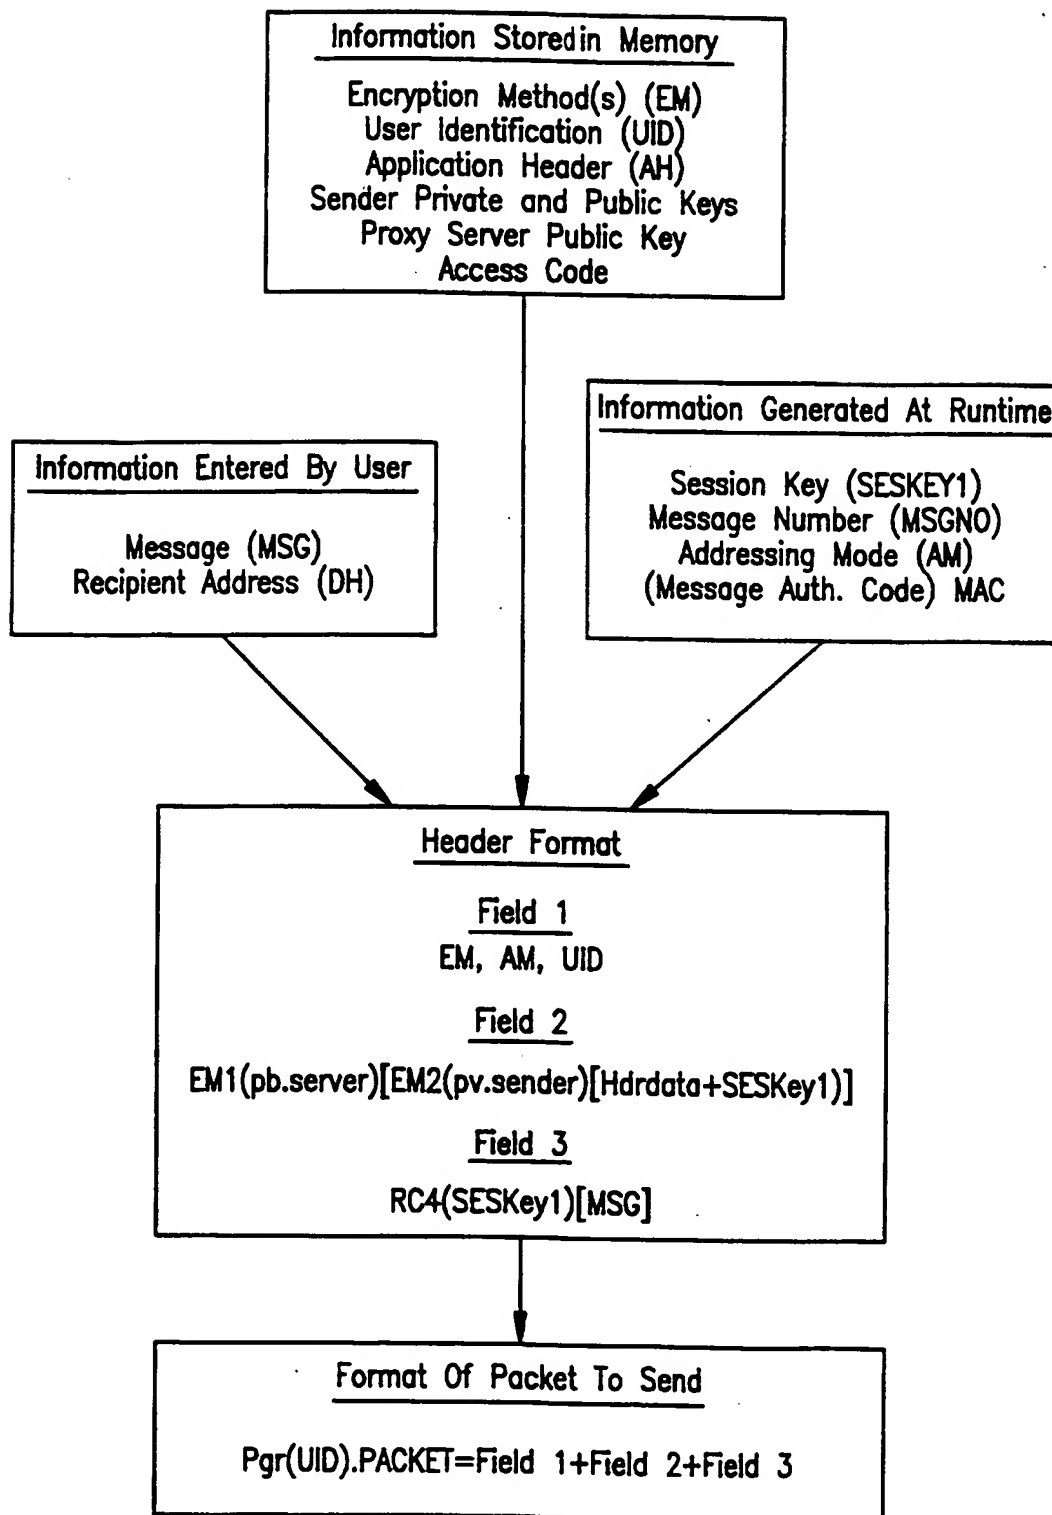 Information Stored in Memory
Encryption Method(s) (EM)
User Identification (UID)
Application Header (AH)
Sender Private and Public Keys
Proxy Server Public Key
Access Code
Information Generated At Runtime
Session Key (SESKEY1)
Message Number (MSGNO)
Addressing Mode (AM)
(Message Auth. Code) MAC
Information Entered By User
Message (MSG)
Recipient Address (DH)
Header Format
Field 1
EM, AM, UID
Field 2
EM1(pb.server)[EM2(pv.sender)[Hdrdata+SESKey1)]
Field 3
RC4(SESKey1)[MSG]
Format Of Packet To Send
Pgr(UID).PACKET=Field 1+Field 2+Field 3